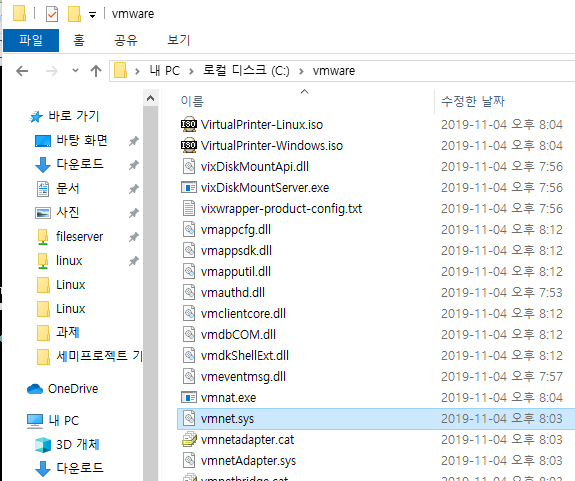 vmware
파일 홈 공유 보기
내 PC > 로컬 디스크 (C:) > vmware
이름 수정한 날짜
바로 가기
바탕 화면
다운로드
문서
사진
fileserver
linux
Linux
Linux
과제
세미프로젝트 기
OneDrive
내 PC
3D 개체
다운로드
ISO VirtualPrinter-Linux.iso 2019-11-04 오후 8:04
ISO VirtualPrinter-Windows.iso 2019-11-04 오후 8:04
vixDiskMountApi.dll 2019-11-04 오후 7:56
vixDiskMountServer.exe 2019-11-04 오후 7:56
vixwrapper-product-config.txt 2019-11-04 오후 7:56
vmappcfg.dll 2019-11-04 오후 8:12
vmappsdk.dll 2019-11-04 오후 8:12
vmapputil.dll 2019-11-04 오후 8:12
vmauthd.dll 2019-11-04 오후 7:53
vmclientcore.dll 2019-11-04 오후 8:12
vmdbCOM.dll 2019-11-04 오후 8:12
vmdkShellExt.dll 2019-11-04 오후 8:12
vmeventmsg.dll 2019-11-04 오후 7:57
vmnat.exe 2019-11-04 오후 8:04
vmnet.sys 2019-11-04 오후 8:03
vmnetadapter.cat 2019-11-04 오후 8:03
vmnetAdapter.sys 2019-11-04 오후 8:03
vmnetbridge.cat 2019-11-04 오후 8:03